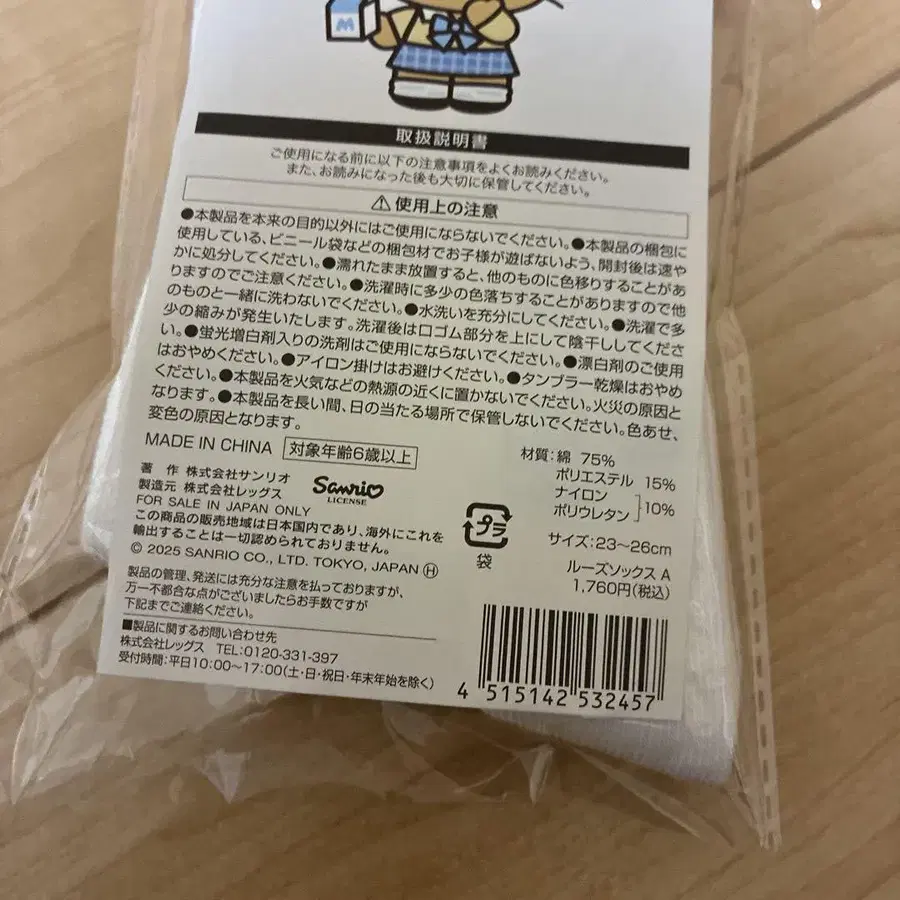 M
取扱説明書
ご使用になる前に以下の注意事項をよくお読みください。
また、お読みになった後も大切に保管してください。
⚠使用上の注意
●本製品を本来の目的以外にはご使用にならないでください。●本製品の梱包に
使用している、ビニール袋などの梱包材でお子様が遊ばないよう、開封後は速や
かに処分してください。●濡れたまま放置すると、他のものに色移りすることがあ
りますのでご注意ください。●洗濯時に多少の色落ちすることがありますので他
のものと一緒に洗わないでください。●水洗いを充分にしてください。●洗濯で多
少の縮みが発生いたします。洗濯後は口ゴム部分を上にして陰干ししてくださ
い。●蛍光増白剤入りの洗剤はご使用にならないでください。●漂白剤のご使用
はおやめください。●アイロン掛けはお避けください。●タンブラー乾燥はおやめ
ください。●本製品を火気などの熱源の近くに置かないでください。火災の原因と
なります。●本製品を長い間、日の当たる場所で保管しないでください。色あせ、
変色の原因となります。
MADE IN CHINA 対象年齢6歳以上
著 作 株式会社サンリオ
製造元 株式会社レッグス
Sanrio
LICENSE
FOR SALE IN JAPAN ONLY
この商品の販売地域は日本国内であり、海外にこれを
輸出することは一切認められておりません。
© 2025 SANRIO CO., LTD. TOKYO, JAPAN Ⓗ
製品の管理、発送には充分な注意を払っておりますが、
万一不都合な点がございましたらお手数ですが
下記までご連絡ください。
■製品に関するお問い合わせ先
株式会社レッグス TEL:0120-331-397
受付時間:平日10:00〜17:00(土・日・祝日・年末年始を除く)
プラ
袋
材質:綿 75%
ポリエステル 15%
ナイロン
ポリウレタン 10%
サイズ:23〜26cm
ルーズソックス A
1,760円(税込)
4 515142 532457